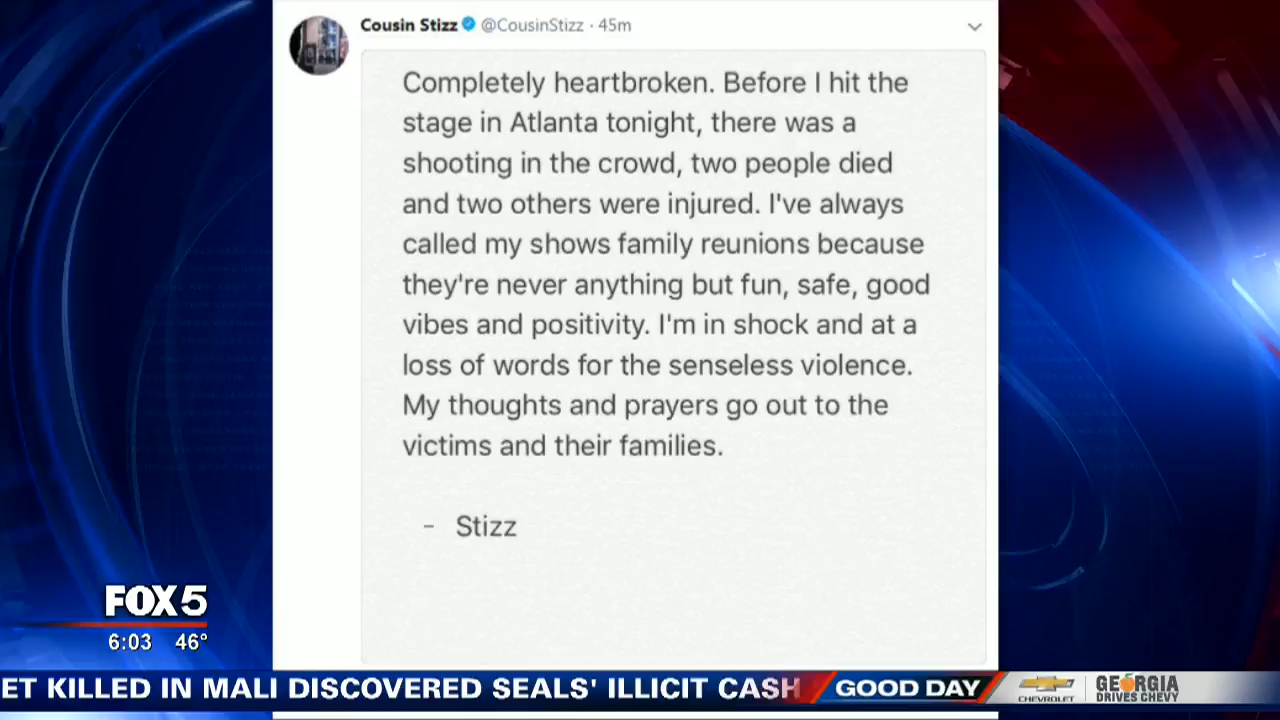 Cousin Stizz @CousinStizz · 45m
Completely heartbroken. Before I hit the
stage in Atlanta tonight, there was a
shooting in the crowd, two people died
and two others were injured. I've always
called my shows family reunions because
they're never anything but fun, safe, good
vibes and positivity. I'm in shock and at a
loss of words for the senseless violence.
My thoughts and prayers go out to the
victims and their families.
- Stizz
FOX 5
6:03 46°
ET KILLED IN MALI DISCOVERED SEALS' ILLICIT CASH
GOOD DAY
CHEVROLET
GEORGIA
DRIVES CHEVY